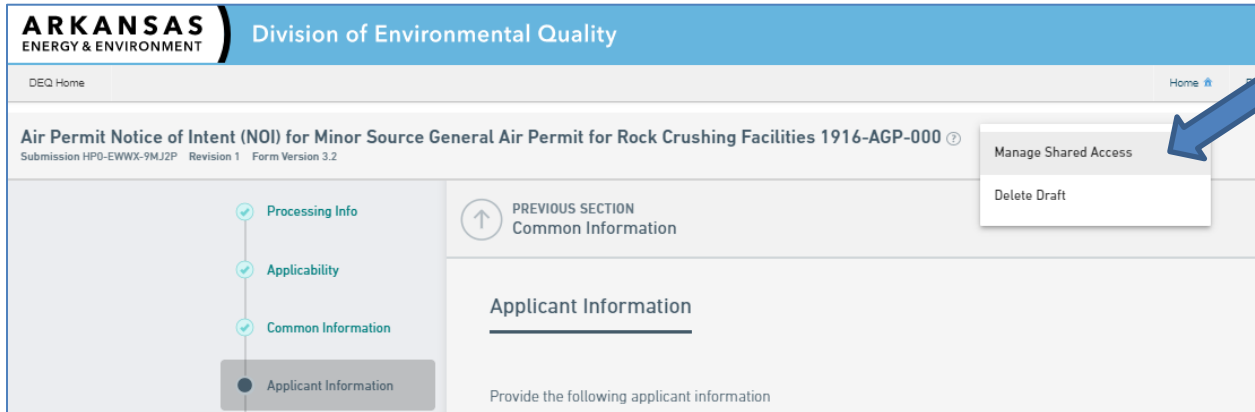 ARKANSAS
ENERGY & ENVIRONMENT
Division of Environmental Quality
DEQ Home
Home
Air Permit Notice of Intent (NOI) for Minor Source General Air Permit for Rock Crushing Facilities 1916-AGP-000
Submission HP0-EWWX-9MJ2P Revision 1 Form Version 3.2
Manage Shared Access
Delete Draft
Processing Info
Applicability
Common Information
Applicant Information
PREVIOUS SECTION
Common Information
Applicant Information
Provide the following applicant information